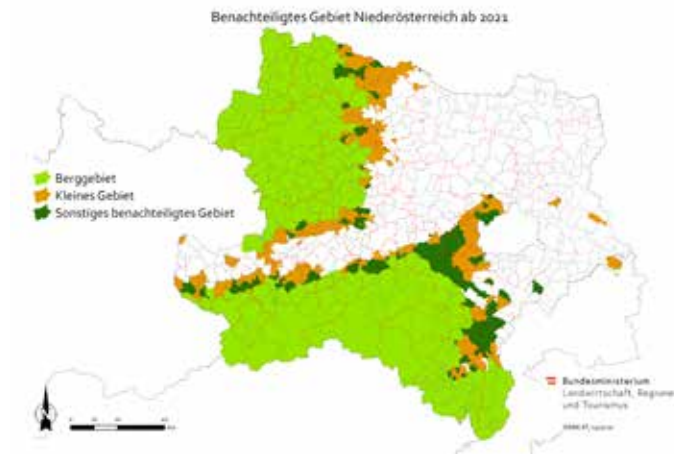 Benachteiligtes Gebiet Niederösterreich ab 2021
Berggebiet
Kleines Gebiet
Sonstiges benachteiligtes Gebiet
N
Bundesministerium
Landwirtschaft, Regionen
und Tourismus